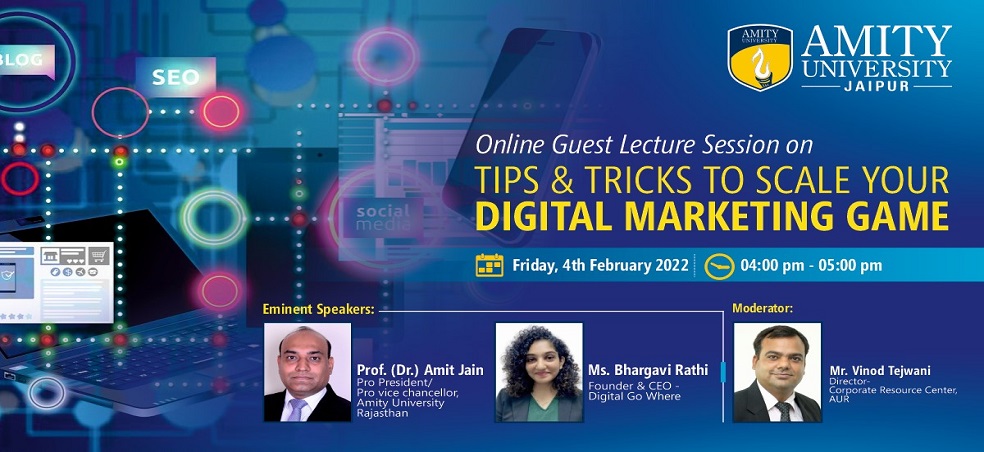 BLOG
SEO
social
media
AMITY
UNIVERSITY
AMITY
UNIVERSITY
JAIPUR
Online Guest Lecture Session on
TIPS & TRICKS TO SCALE YOUR
DIGITAL MARKETING GAME
Friday, 4th February 2022
04:00 pm - 05:00 pm
Eminent Speakers:
Prof. (Dr.) Amit Jain
Pro President/
Pro vice chancellor,
Amity University
Rajasthan
Ms. Bhargavi Rathi
Founder & CEO -
Digital Go Where
Moderator:
Mr. Vinod Tejwani
Director-
Corporate Resource Center,
AUR